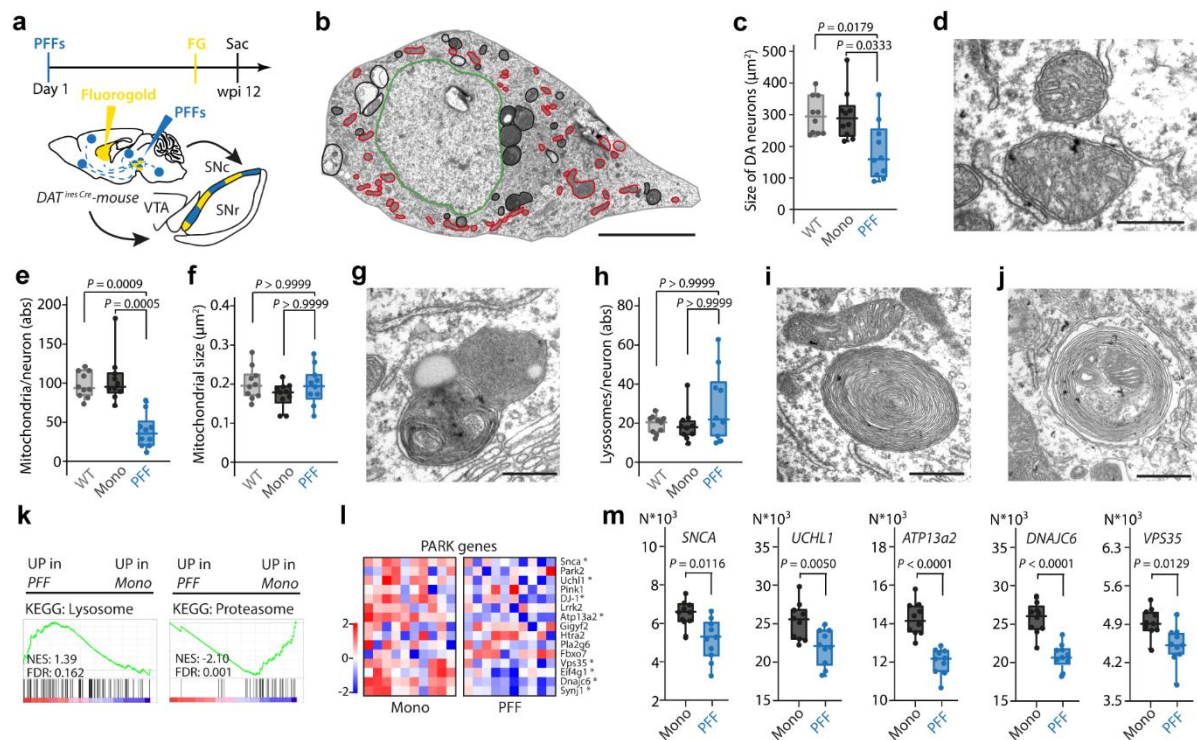 a
PFFs
FG
Sac
Day 1
wpi 12
Fluorogold
PFFs
SNc
DAT ires Cre-mouse
VTA
SNr
b
c
P = 0.0179
P = 0.0333
Size of DA neurons (µm²)
500
400
300
200
100
0
WT
Mono
PFF
d
e
P = 0.0009
P = 0.0005
Mitochondria/neuron (abs)
200
150
100
50
0
WT
Mono
PFF
f
P > 0.9999
P > 0.9999
Mitochondrial size (µm²)
0.4
0.2
0
WT
Mono
PFF
g
h
P > 0.9999
P > 0.9999
Lysosomes/neuron (abs)
80
60
40
20
0
WT
Mono
PFF
i
j
k
UP in PFF
UP in Mono
KEGG: Lysosome
NES: 1.39
FDR: 0.162
UP in PFF
UP in Mono
KEGG: Proteasome
NES: -2.10
FDR: 0.001
l
PARK genes
2
1
0
-2
Snca *
Park2
Uchl1 *
Pink1
DJ-1 *
Lrrk2
Atp13a2 *
Gigyf2
Htra2
Pla2g6
Fbxo7
Vps35 *
Eif4g1 *
Dnajc6 *
Synj1 *
Mono
PFF
m
N*10³
SNCA
P = 0.0116
10
8
6
4
2
Mono
PFF
N*10³
UCHL1
P = 0.0050
30
25
20
15
Mono
PFF
N*10³
ATP13a2
P < 0.0001
18
16
14
12
10
Mono
PFF
N*10³
DNAJC6
P < 0.0001
30
25
20
15
Mono
PFF
N*10³
VPS35
P = 0.0129
6.3
5.4
4.5
3.5
Mono
PFF